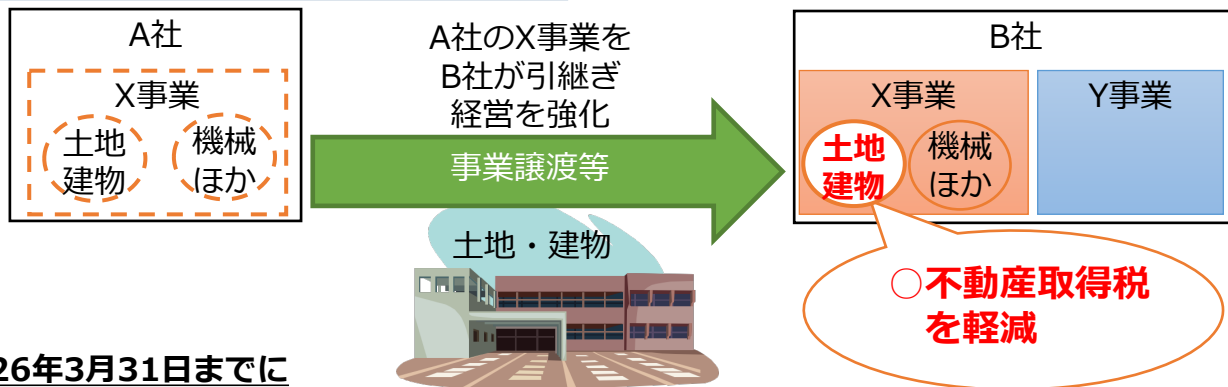 A社
X事業
土地
建物
機械
ほか
A社のX事業を
B社が引継ぎ
経営を強化
事業譲渡等
土地・建物
B社
X事業
土地
建物
機械
ほか
Y事業
○不動産取得税
を軽減
26年3月31日までに